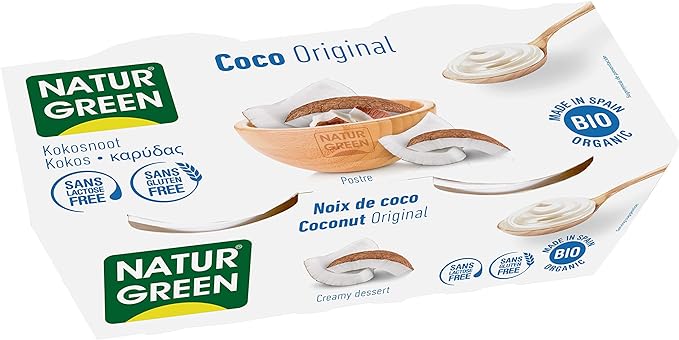 NATUR
GREEN®
Coco Original
Kokosnoot
Kokos • καρύδας
SANS
LACTOSE
FREE
SANS
GLUTEN
FREE
NATUR
GREEN
Postre
MADE IN SPAIN
BIO
ORGANIC
NATUR
GREEN®
Noix de coco
Coconut Original
Creamy dessert
SANS
LACTOSE
FREE
SANS
GLUTEN
FREE
MADE IN SPAIN
BIO
ORGANIC